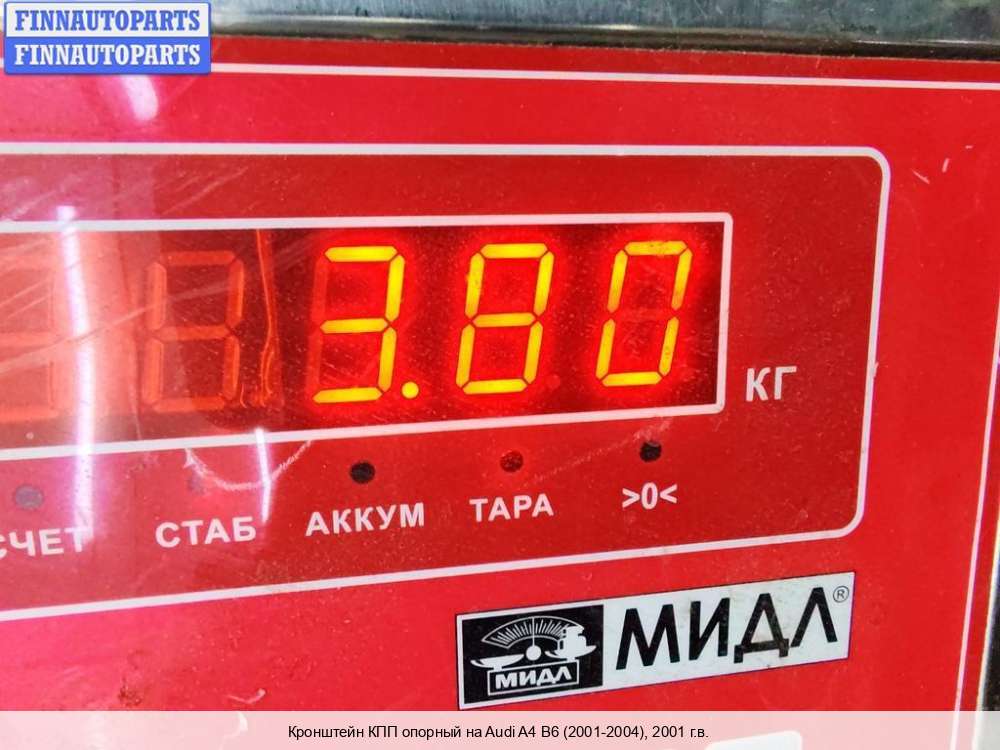 FINNAUTOPARTS
FINNAUTOPARTS
3.80
КГ
СЧЕТ СТАБ АККУМ ТАРА >0<
МИДЛ МИДЛ®
Кронштейн КПП опорный на Audi A4 B6 (2001-2004), 2001 г.в.